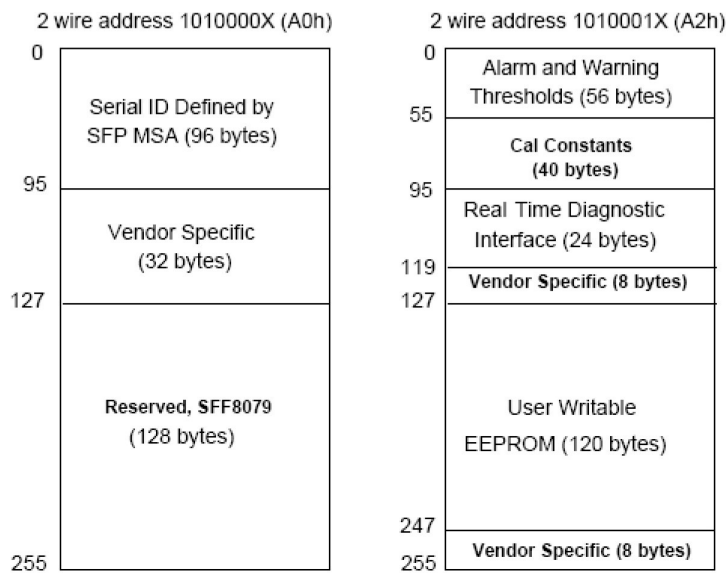 2 wire address 1010000X (A0h)
0
Serial ID Defined by
SFP MSA (96 bytes)
95
Vendor Specific
(32 bytes)
127
Reserved, SFF8079
(128 bytes)
255
2 wire address 1010001X (A2h)
0
Alarm and Warning
Thresholds (56 bytes)
55
Cal Constants
(40 bytes)
95
Real Time Diagnostic
Interface (24 bytes)
119
Vendor Specific (8 bytes)
127
User Writable
EEPROM (120 bytes)
247
Vendor Specific (8 bytes)
255